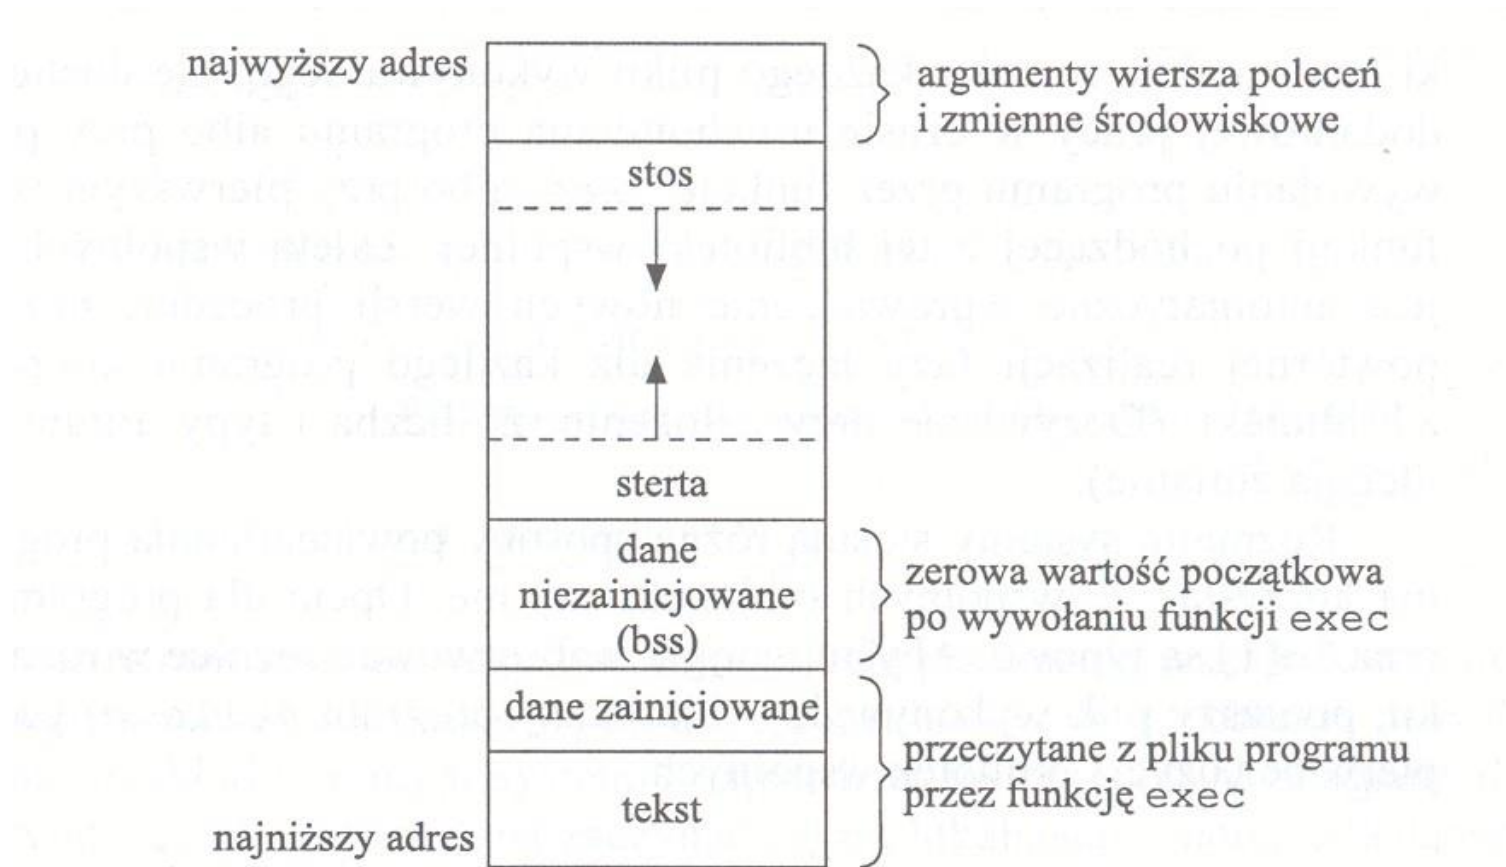 najwyższy adres
argumenty wiersza poleceń
i zmienne środowiskowe
stos
sterta
dane
niezainicjowane
(bss)
zerowa wartość początkowa
po wywołaniu funkcji exec
dane zainicjowane
przeczytane z pliku programu
przez funkcję exec
tekst
najniższy adres